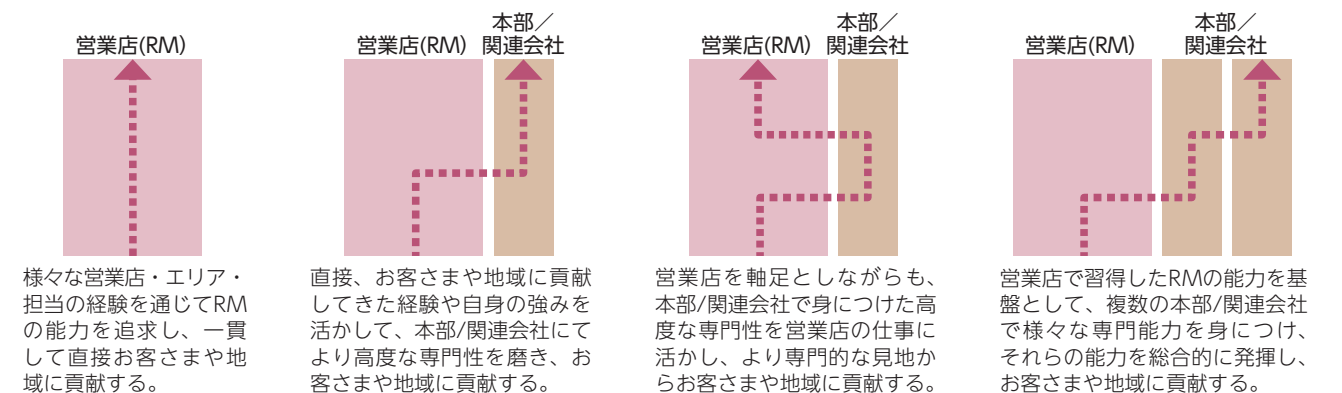 営業店(RM)
様々な営業店・エリア・
担当の経験を通じてRM
の能力を追求し、一貫
して直接お客さまや地
域に貢献する。
営業店(RM)
本部／
関連会社
直接、お客さまや地域に貢献
してきた経験や自身の強みを
活かして、本部/関連会社にて
より高度な専門性を磨き、お
客さまや地域に貢献する。
営業店(RM)
本部／
関連会社
営業店を軸足としながらも、
本部/関連会社で身につけた高
度な専門性を営業店の仕事に
活かし、より専門的な見地か
らお客さまや地域に貢献する。
営業店(RM)
本部／
関連会社
営業店で習得したRMの能力を基
盤として、複数の本部/関連会社
で様々な専門能力を身につけ、
それらの能力を総合的に発揮し、
お客さまや地域に貢献する。